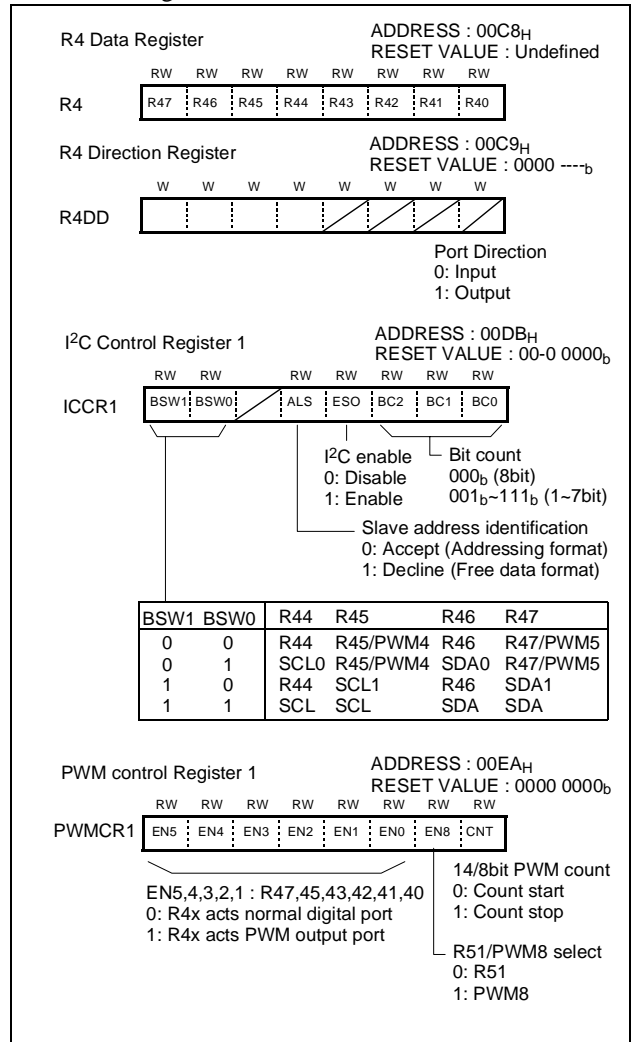 R4 Data Register
ADDRESS : 00C8H
RESET VALUE : Undefined
RW RW RW RW RW RW RW RW
R4 R47 R46 R45 R44 R43 R42 R41 R40
R4 Direction Register
ADDRESS : 00C9H
RESET VALUE : 0000 ----b
W W W W W W W W
R4DD
Port Direction
0: Input
1: Output
I2C Control Register 1
ADDRESS : 00DBH
RESET VALUE : 00-0 0000b
RW RW RW RW RW RW RW
ICCR1 BSW1 BSW0 ALS ESO BC2 BC1 BC0
I2C enable
0: Disable
1: Enable
Bit count
000b (8bit)
001b~111b (1~7bit)
Slave address identification
0: Accept (Addressing format)
1: Decline (Free data format)
BSW1 BSW0 R44 R45 R46 R47
0 0 R44 R45/PWM4 R46 R47/PWM5
0 1 SCL0 R45/PWM4 SDA0 R47/PWM5
1 0 R44 SCL1 R46 SDA1
1 1 SCL SCL SDA SDA
PWM control Register 1
ADDRESS : 00EAH
RESET VALUE : 0000 0000b
RW RW RW RW RW RW RW RW
PWMCR1 EN5 EN4 EN3 EN2 EN1 EN0 EN8 CNT
EN5,4,3,2,1 : R47,45,43,42,41,40
0: R4x acts normal digital port
1: R4x acts PWM output port
14/8bit PWM count
0: Count start
1: Count stop
R51/PWM8 select
0: R51
1: PWM8